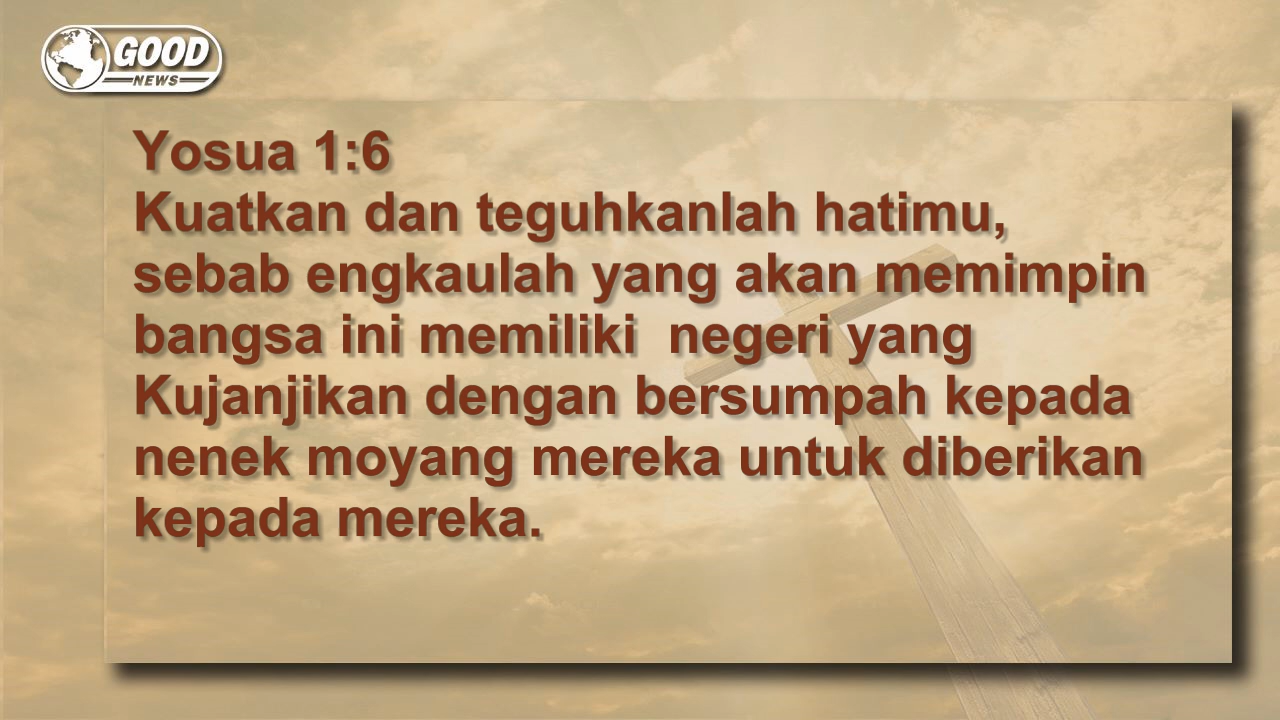 GOOD
NEWS
Yosua 1:6
Kuatkan dan teguhkanlah hatimu,
sebab engkaulah yang akan memimpin
bangsa ini memiliki  negeri yang
Kujanjikan dengan bersumpah kepada
nenek moyang mereka untuk diberikan
kepada mereka.